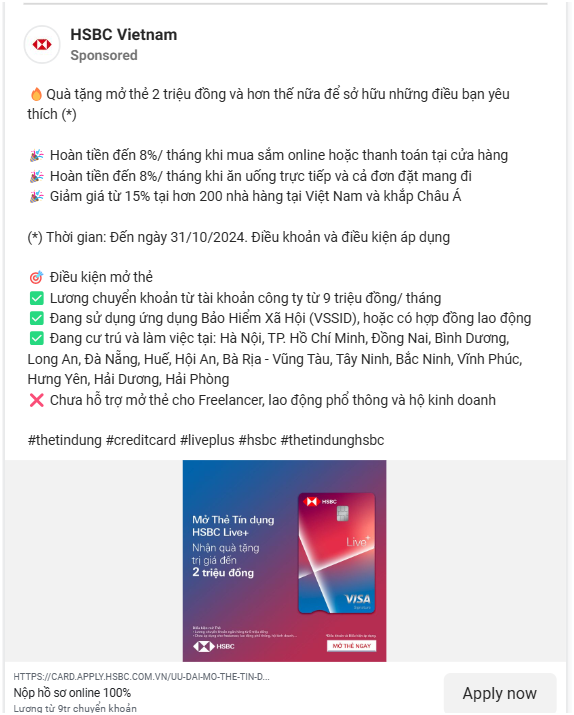 HSBC Vietnam
Sponsored
🔥Quà tặng mở thẻ 2 triệu đồng và hơn thế nữa để sở hữu những điều bạn yêu
thích (*)
🎉 Hoàn tiền đến 8%/ tháng khi mua sắm online hoặc thanh toán tại cửa hàng
🎉 Hoàn tiền đến 8%/ tháng khi ăn uống trực tiếp và cả đơn đặt mang đi
🎉 Giảm giá từ 15% tại hơn 200 nhà hàng tại Việt Nam và khắp Châu Á
(*) Thời gian: Đến ngày 31/10/2024. Điều khoản và điều kiện áp dụng
🎯 Điều kiện mở thẻ
✅ Lương chuyển khoản từ tài khoản công ty từ 9 triệu đồng/ tháng
✅ Đang sử dụng ứng dụng Bảo Hiểm Xã Hội (VSSID), hoặc có hợp đồng lao động
✅ Đang cư trú và làm việc tại: Hà Nội, TP. Hồ Chí Minh, Đồng Nai, Bình Dương,
Long An, Đà Nẵng, Huế, Hội An, Bà Rịa - Vũng Tàu, Tây Ninh, Bắc Ninh, Vĩnh Phúc,
Hưng Yên, Hải Dương, Hải Phòng
❌ Chưa hỗ trợ mở thẻ cho Freelancer, lao động phổ thông và hộ kinh doanh
#thetindung #creditcard #liveplus #hsbc #thetindunghsbc
Mở Thẻ Tín dụng
HSBC Live+
Nhận quà tặng
trị giá đến
2 triệu đồng
HSBC
Live+
VISA
HSBC
MỞ THẺ NGAY
HTTPS://CARD.APPLY.HSBC.COM.VN/UU-DAI-MO-THE-TIN-D...
Nộp hồ sơ online 100%
Lương từ 9tr chuyển khoản
Apply now